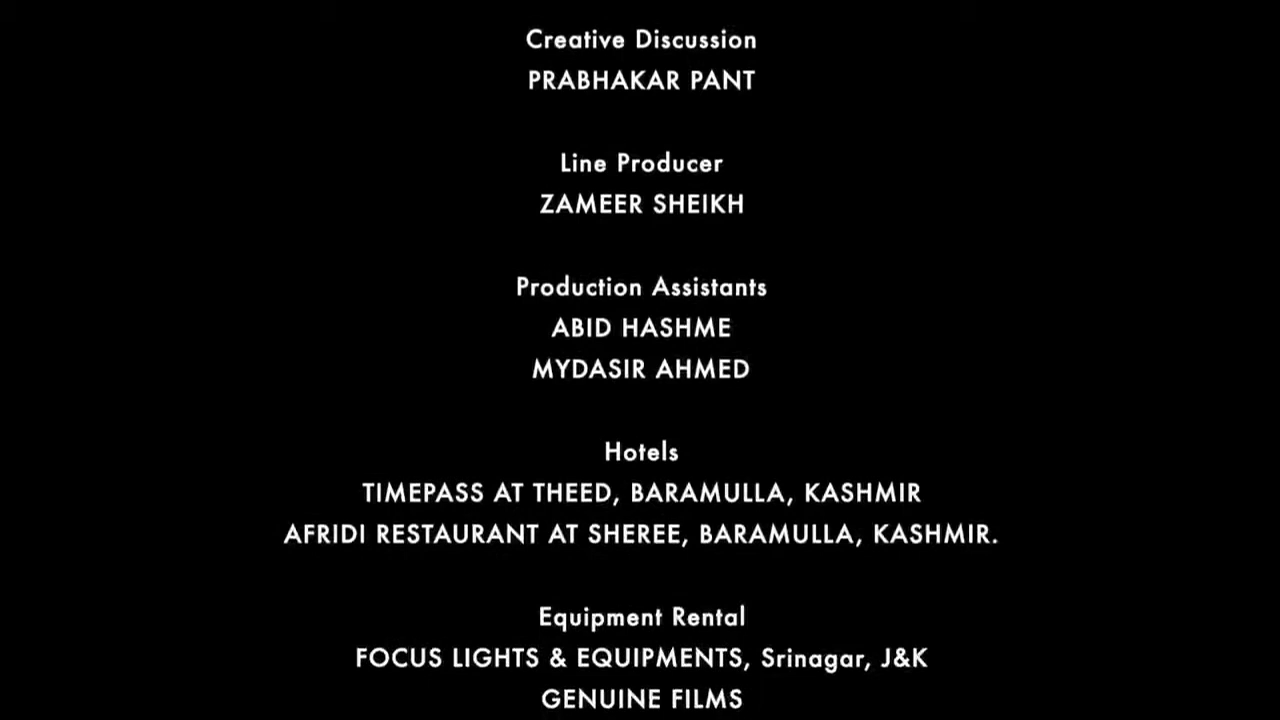 Creative Discussion
PRABHAKAR PANT
Line Producer
ZAMEER SHEIKH
Production Assistants
ABID HASHME
MYDASIR AHMED
Hotels
TIMEPASS AT THEED, BARAMULLA, KASHMIR
AFRIDI RESTAURANT AT SHEREE, BARAMULLA, KASHMIR.
Equipment Rental
FOCUS LIGHTS & EQUIPMENTS, Srinagar, J&K
GENUINE FILMS